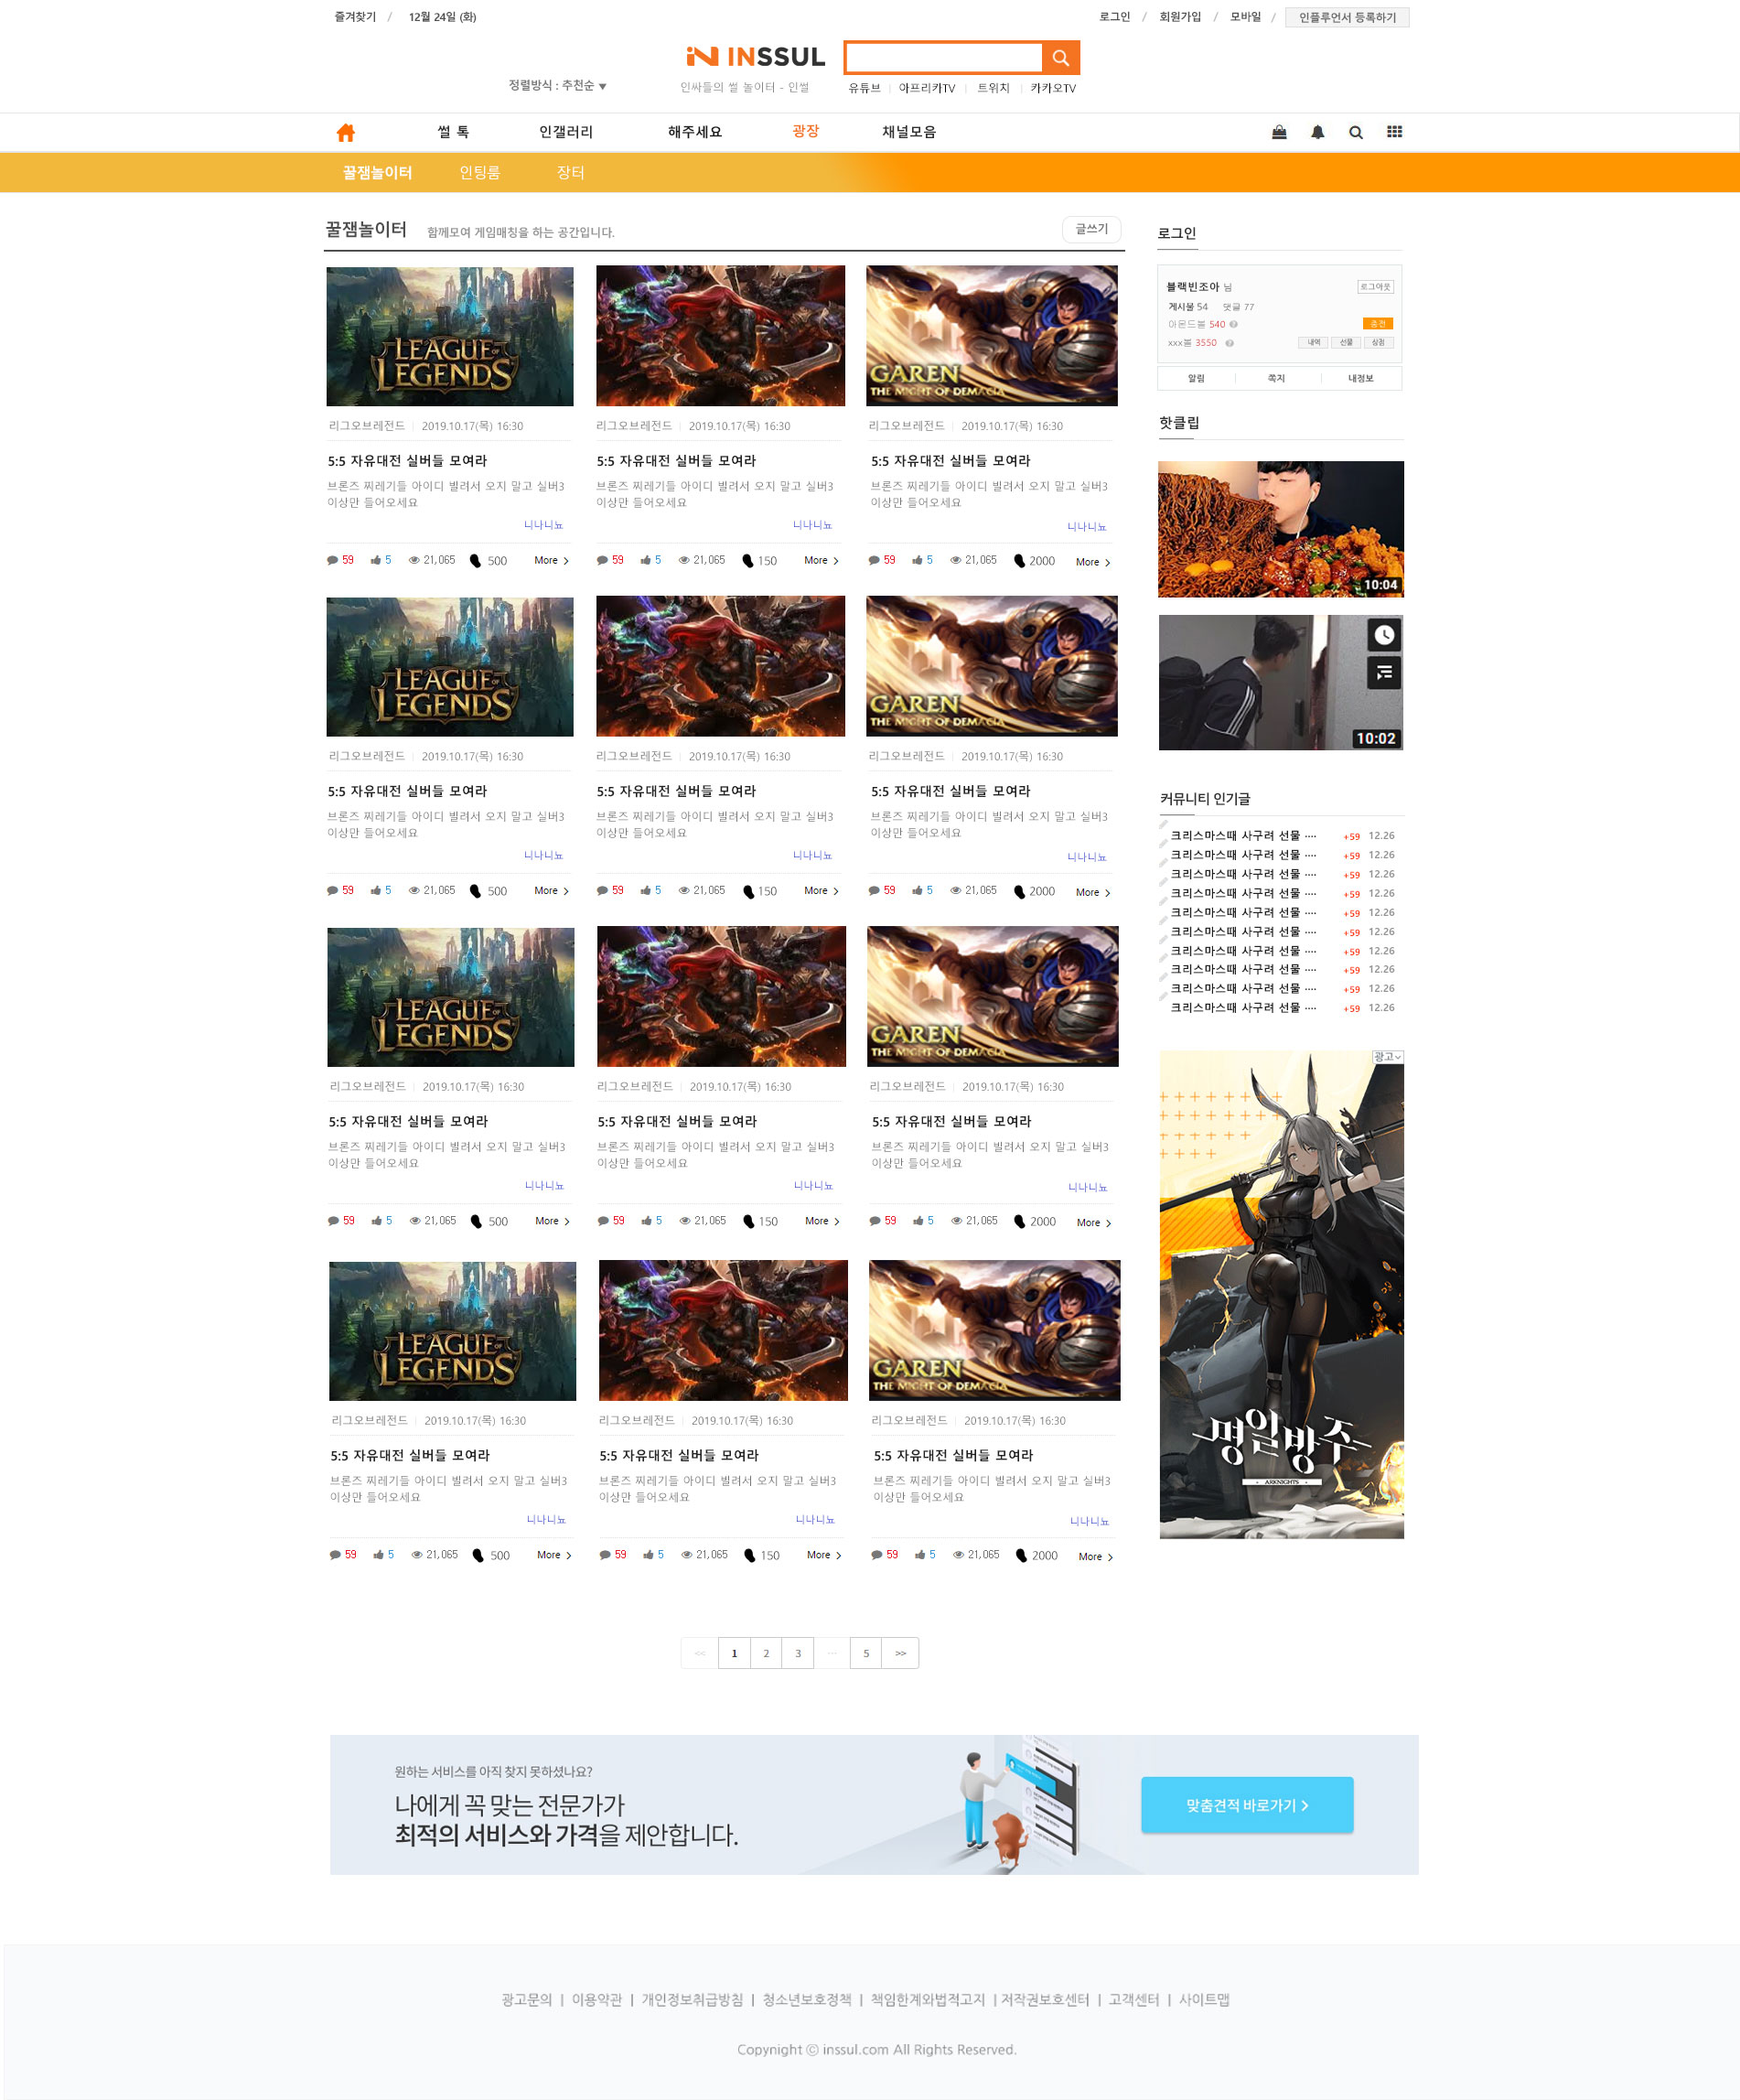 즐겨찾기 / 12월 24일 (화)
로그인 / 회원가입 / 모바일 / 인플루언서 등록하기
INSSUL
정렬방식 : 추천순 ▼
인싸들의 썰 놀이터 - 인썰
유튜브 | 아프리카TV | 트위치 | 카카오TV
썰 톡 인갤러리 해주세요 광장 채널모음
꿀잼놀이터 인팅룸 장터
꿀잼놀이터 함께모여 게임매칭을 하는 공간입니다. 글쓰기
LEAGUE of LEGENDS
GAREN
THE MIGHT OF DEMACIA
리그오브레전드 | 2019.10.17(목) 16:30
리그오브레전드 | 2019.10.17(목) 16:30
리그오브레전드 | 2019.10.17(목) 16:30
5:5 자유대전 실버들 모여라
5:5 자유대전 실버들 모여라
5:5 자유대전 실버들 모여라
브론즈 찌레기들 아이디 빌려서 오지 말고 실버3
이상만 들어오세요
브론즈 찌레기들 아이디 빌려서 오지 말고 실버3
이상만 들어오세요
브론즈 찌레기들 아이디 빌려서 오지 말고 실버3
이상만 들어오세요
니나니뇨
니나니뇨
니나니뇨
59 5 21,065 500 More >
59 5 21,065 150 More >
59 5 21,065 2000 More >
LEAGUE of LEGENDS
GAREN
THE MIGHT OF DEMACIA
리그오브레전드 | 2019.10.17(목) 16:30
리그오브레전드 | 2019.10.17(목) 16:30
리그오브레전드 | 2019.10.17(목) 16:30
5:5 자유대전 실버들 모여라
5:5 자유대전 실버들 모여라
5:5 자유대전 실버들 모여라
브론즈 찌레기들 아이디 빌려서 오지 말고 실버3
이상만 들어오세요
브론즈 찌레기들 아이디 빌려서 오지 말고 실버3
이상만 들어오세요
브론즈 찌레기들 아이디 빌려서 오지 말고 실버3
이상만 들어오세요
니나니뇨
니나니뇨
니나니뇨
59 5 21,065 500 More >
59 5 21,065 150 More >
59 5 21,065 2000 More >
LEAGUE of LEGENDS
GAREN
THE MIGHT OF DEMACIA
리그오브레전드 | 2019.10.17(목) 16:30
리그오브레전드 | 2019.10.17(목) 16:30
리그오브레전드 | 2019.10.17(목) 16:30
5:5 자유대전 실버들 모여라
5:5 자유대전 실버들 모여라
5:5 자유대전 실버들 모여라
브론즈 찌레기들 아이디 빌려서 오지 말고 실버3
이상만 들어오세요
브론즈 찌레기들 아이디 빌려서 오지 말고 실버3
이상만 들어오세요
브론즈 찌레기들 아이디 빌려서 오지 말고 실버3
이상만 들어오세요
니나니뇨
니나니뇨
니나니뇨
59 5 21,065 500 More >
59 5 21,065 150 More >
59 5 21,065 2000 More >
LEAGUE of LEGENDS
GAREN
THE MIGHT OF DEMACIA
리그오브레전드 | 2019.10.17(목) 16:30
리그오브레전드 | 2019.10.17(목) 16:30
리그오브레전드 | 2019.10.17(목) 16:30
5:5 자유대전 실버들 모여라
5:5 자유대전 실버들 모여라
5:5 자유대전 실버들 모여라
브론즈 찌레기들 아이디 빌려서 오지 말고 실버3
이상만 들어오세요
브론즈 찌레기들 아이디 빌려서 오지 말고 실버3
이상만 들어오세요
브론즈 찌레기들 아이디 빌려서 오지 말고 실버3
이상만 들어오세요
니나니뇨
니나니뇨
니나니뇨
59 5 21,065 500 More >
59 5 21,065 150 More >
59 5 21,065 2000 More >
로그인
블랙빈조아 님 로그아웃
게시물 54 댓글 77
아몬드볼 540 충전
xxx볼 3550 내역 선물 상점
알림 쪽지 내정보
핫클립
10:04
10:02
커뮤니티 인기글
크리스마스때 사구려 선물 ···· +59 12.26
크리스마스때 사구려 선물 ···· +59 12.26
크리스마스때 사구려 선물 ···· +59 12.26
크리스마스때 사구려 선물 ···· +59 12.26
크리스마스때 사구려 선물 ···· +59 12.26
크리스마스때 사구려 선물 ···· +59 12.26
크리스마스때 사구려 선물 ···· +59 12.26
크리스마스때 사구려 선물 ···· +59 12.26
크리스마스때 사구려 선물 ···· +59 12.26
크리스마스때 사구려 선물 ···· +59 12.26
광고
명일방주
ARKNIGHTS
<< 1 2 3 ··· 5 >>
원하는 서비스를 아직 찾지 못하셨나요?
나에게 꼭 맞는 전문가가
최적의 서비스와 가격을 제안합니다.
맞춤견적 바로가기 >
광고문의 | 이용약관 | 개인정보취급방침 | 청소년보호정책 | 책임한계와법적고지 | 저작권보호센터 | 고객센터 | 사이트맵
Copynight ⓒ inssul.com All Rights Reserved.